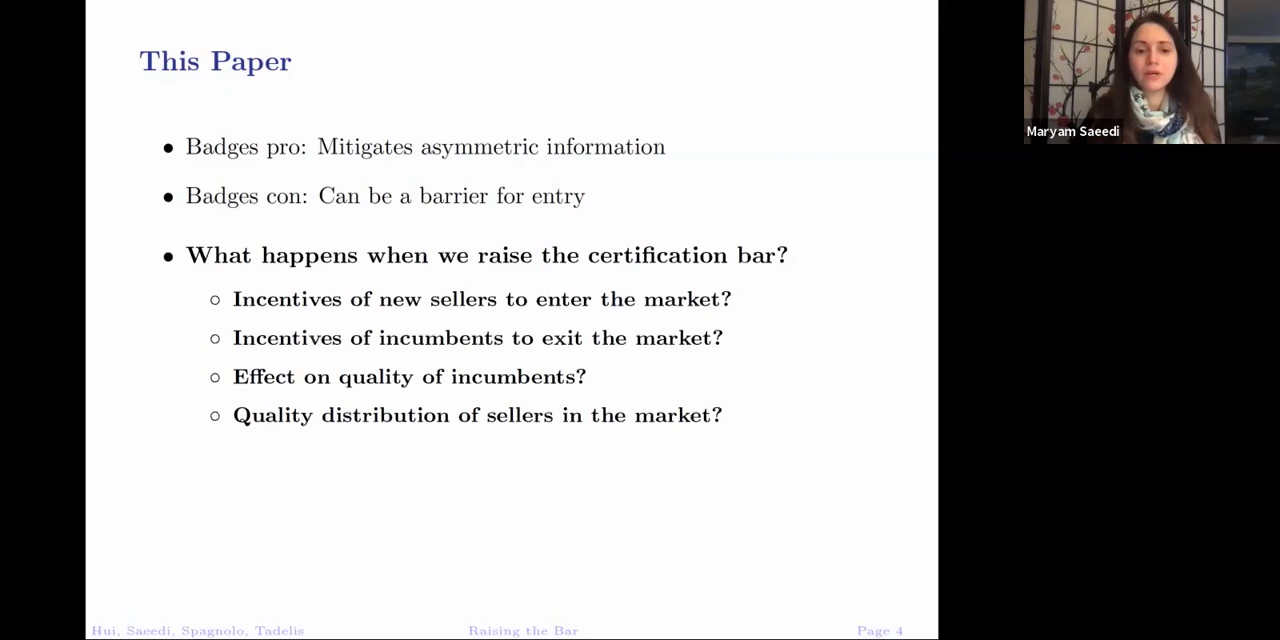 This Paper
• Badges pro: Mitigates asymmetric information
• Badges con: Can be a barrier for entry
• What happens when we raise the certification bar?
○ Incentives of new sellers to enter the market?
○ Incentives of incumbents to exit the market?
○ Effect on quality of incumbents?
○ Quality distribution of sellers in the market?
Hui, Saeedi, Spagnolo, Tadelis Raising the Bar Page 4
Maryam Saeedi